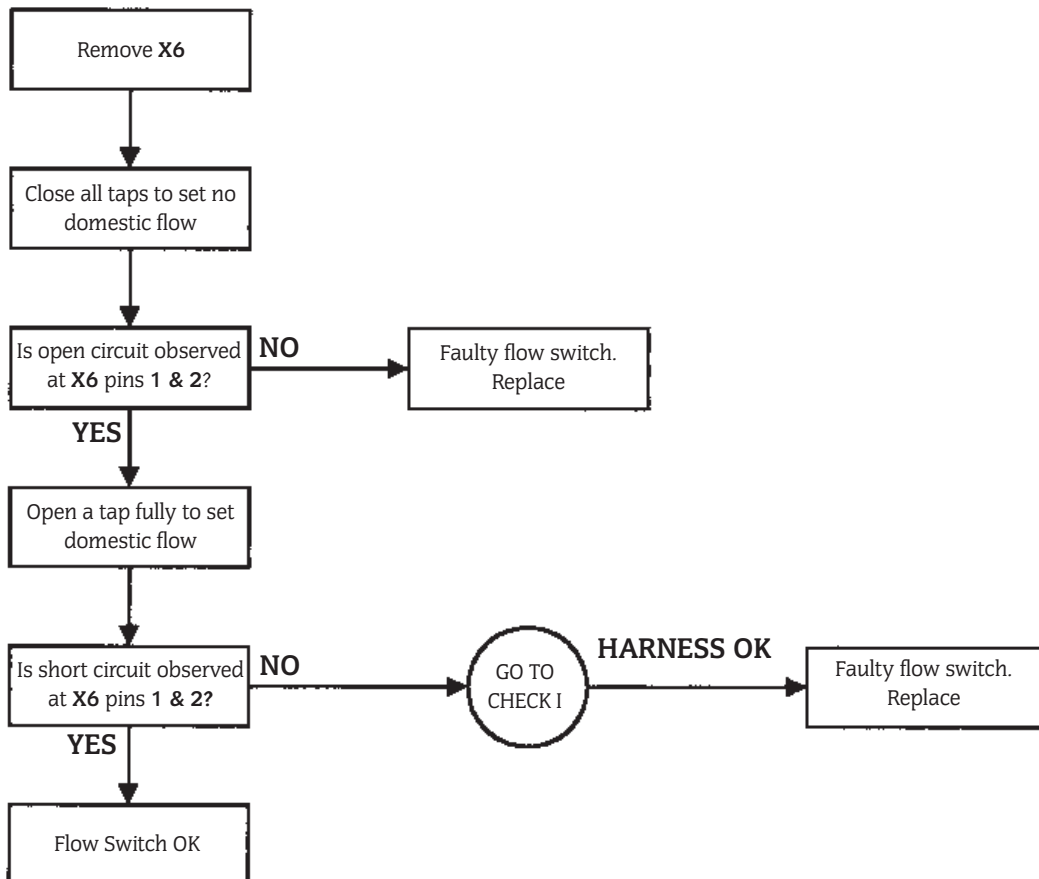 Remove X6
Close all taps to set no
domestic flow
Is open circuit observed
at X6 pins 1 & 2?
NO
Faulty flow switch.
Replace
YES
Open a tap fully to set
domestic flow
Is short circuit observed
at X6 pins 1 & 2?
NO
GO TO
CHECK I
HARNESS OK
Faulty flow switch.
Replace
YES
Flow Switch OK